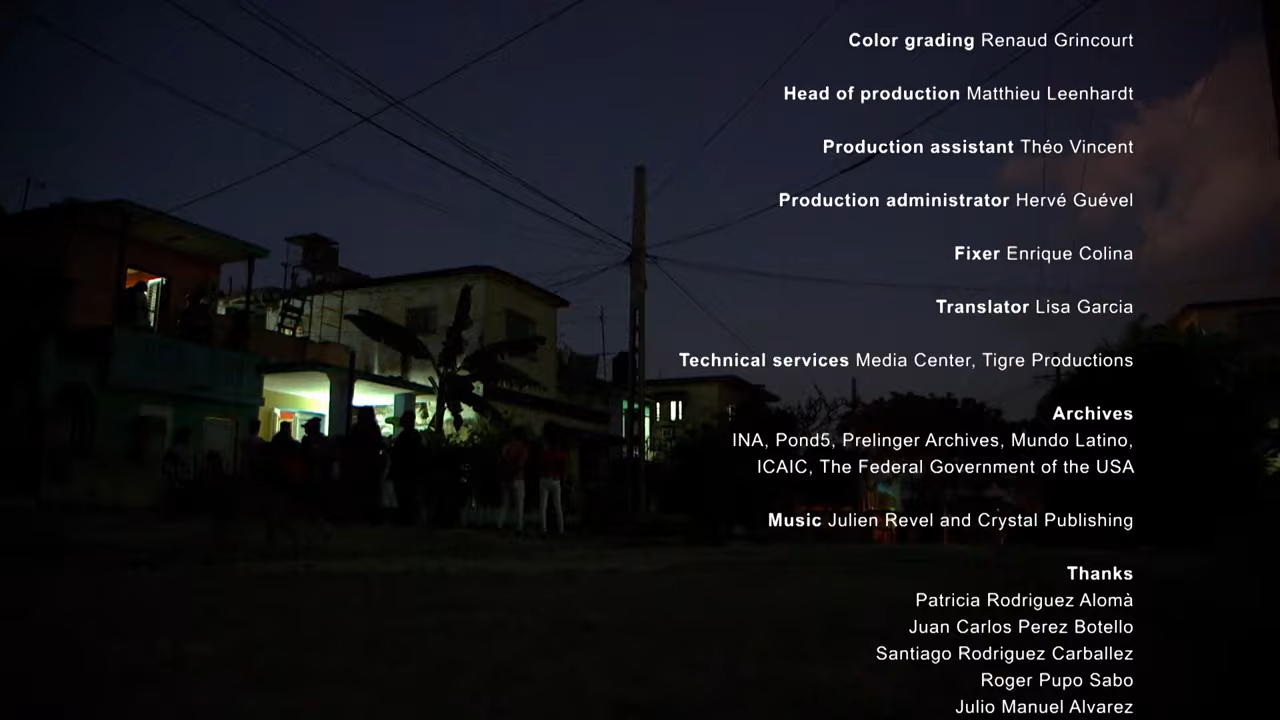 Color grading Renaud Grincourt
Head of production Matthieu Leenhardt
Production assistant Théo Vincent
Production administrator Hervé Guével
Fixer Enrique Colina
Translator Lisa Garcia
Technical services Media Center, Tigre Productions
Archives
INA, Pond5, Prelinger Archives, Mundo Latino,
ICAIC, The Federal Government of the USA
Music Julien Revel and Crystal Publishing
Thanks
Patricia Rodriguez Alomà
Juan Carlos Perez Botello
Santiago Rodriguez Carballez
Roger Pupo Sabo
Julio Manuel Alvarez